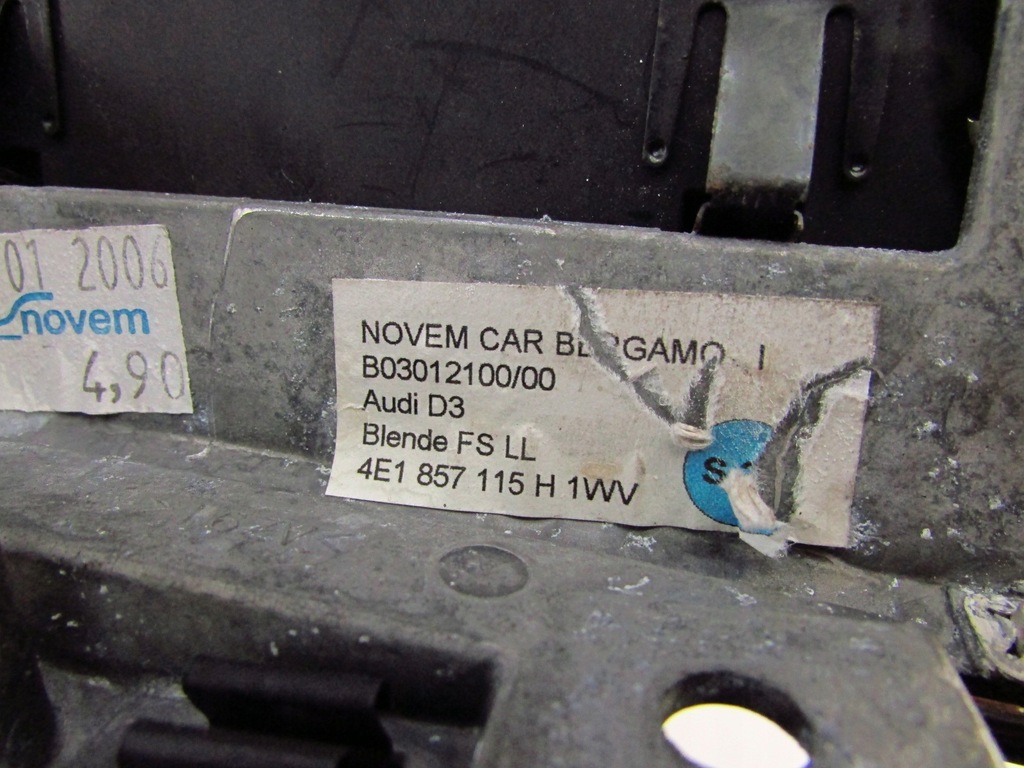 01 2006
novem
4,90
NOVEM CAR BERGAMO I
B03012100/00
Audi D3
Blende FS LL
4E1 857 115 H 1WV